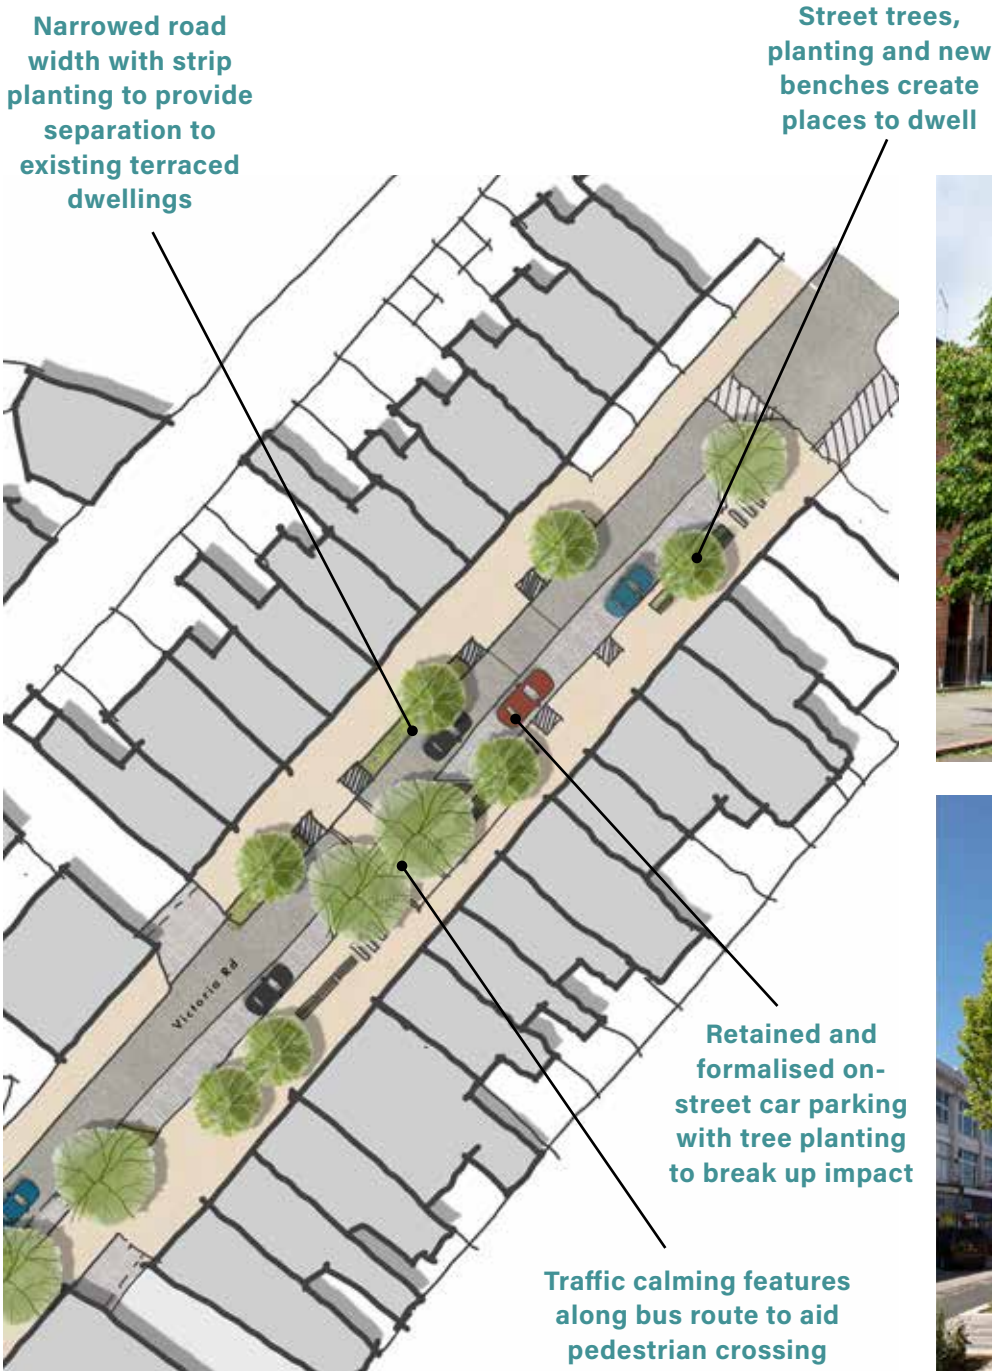 Narrowed road
width with strip
planting to provide
separation to
existing terraced
dwellings
Street trees,
planting and new
benches create
places to dwell
Victoria Rd
Retained and
formalised on-
street car parking
with tree planting
to break up impact
Traffic calming features
along bus route to aid
pedestrian crossing